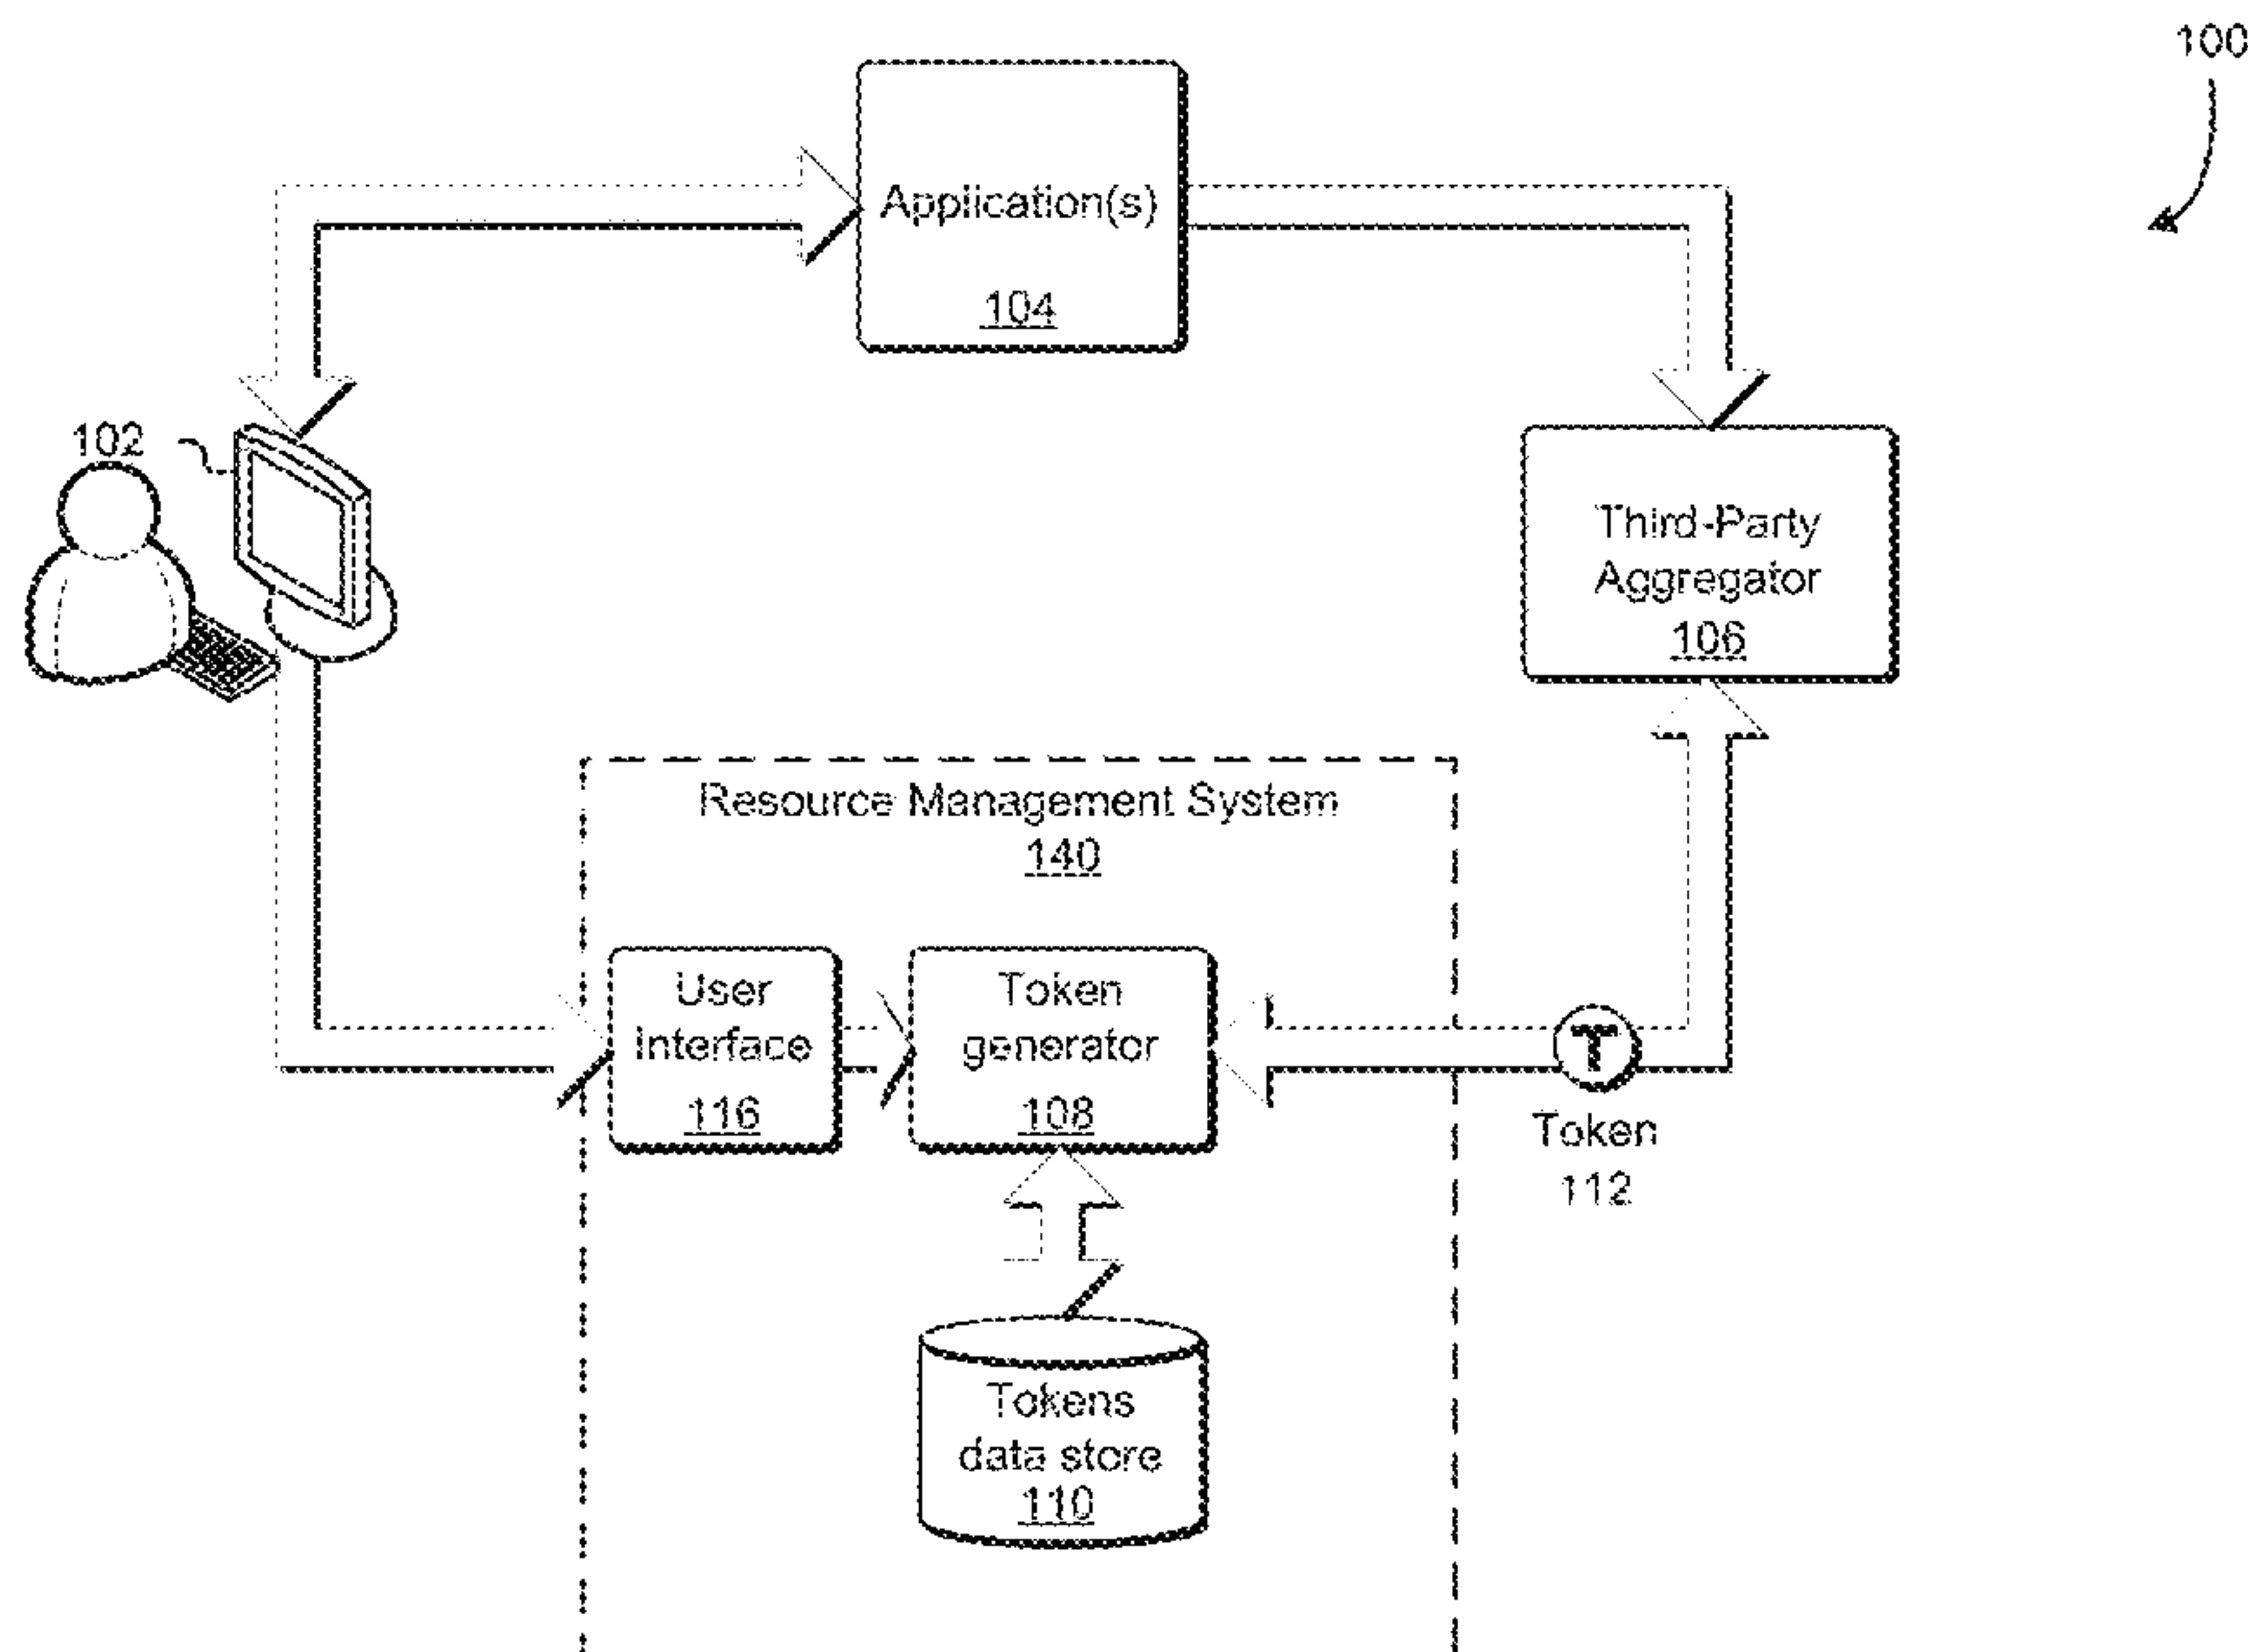 100
Application(s)
104
102
Third-Party
Aggregator
106
Resource Management System
140
User
Interface
116
Token
generator
108
T
Token
112
Tokens
data store
110